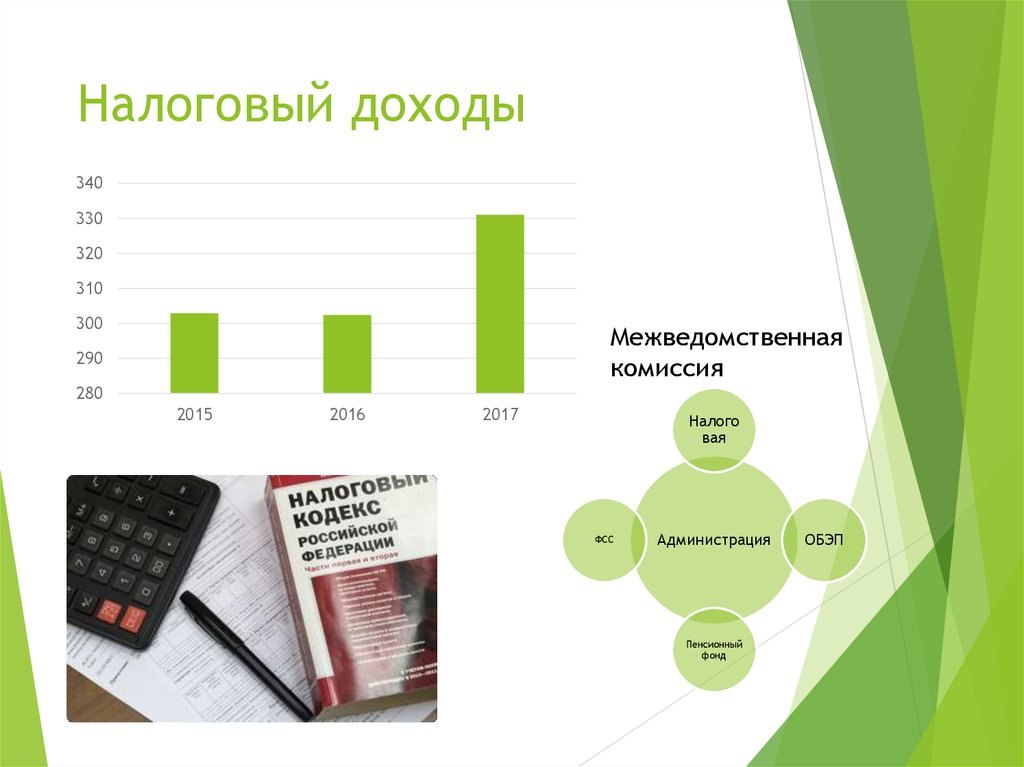 Налоговый доходы
340
330
320
310
300
290
280
2015
2016
2017
Межведомственная
комиссия
Налого
вая
ФСС
Администрация
ОБЭП
Пенсионный
фонд
НАЛОГОВЫЙ
КОДЕКС
РОССИЙСКОЙ
ФЕДЕРАЦИИ
Части первая и вторая